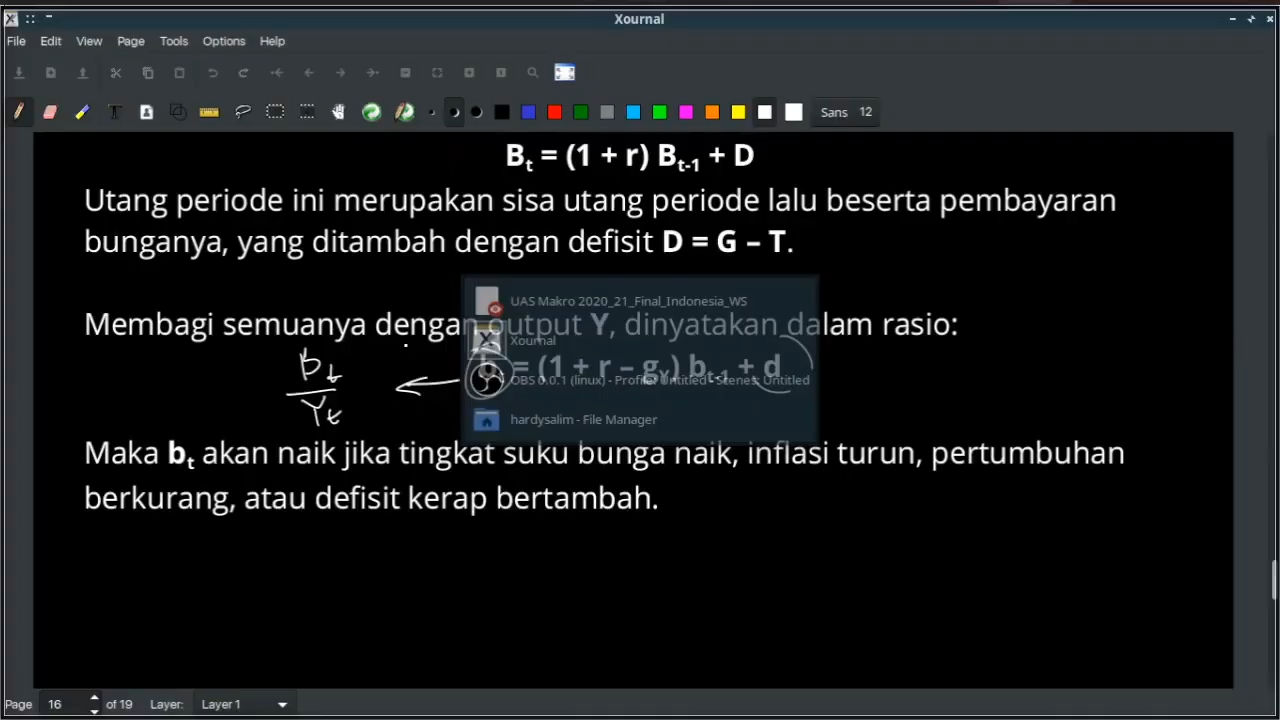 Xournal
File Edit View Page Tools Options Help
Sans 12
Bt = (1 + r) Bt-1 + D
Utang periode ini merupakan sisa utang periode lalu beserta pembayaran
bunganya, yang ditambah dengan defisit D = G – T.
UAS Makro 2020_21_Final_Indonesia_WS
Membagi semuanya dengan output Y, dinyatakan dalam rasio:
Xournal
Bt
Yt
= (1 + r – gY) bt-1 + d
OBS 0.0.1 (linux) - Profile: Untitled - Scenes: Untitled
hardysalim - File Manager
Maka bt akan naik jika tingkat suku bunga naik, inflasi turun, pertumbuhan
berkurang, atau defisit kerap bertambah.
Page 16 of 19 Layer: Layer 1